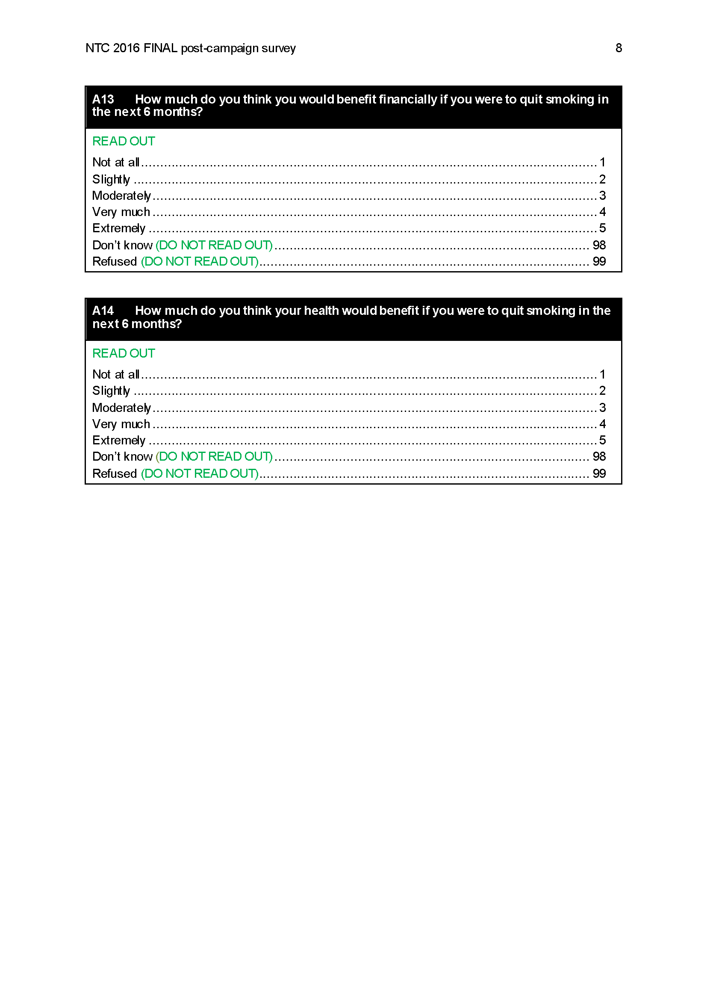 NTC 2016 FINAL post-campaign survey 8
A13 How much do you think you would benefit financially if you were to quit smoking in
the next 6 months?
READ OUT
Not at all........................................................................................................................ 1
Slightly .......................................................................................................................... 2
Moderately..................................................................................................................... 3
Very much ..................................................................................................................... 4
Extremely ...................................................................................................................... 5
Don’t know (DO NOT READ OUT)................................................................................... 98
Refused (DO NOT READ OUT)....................................................................................... 99
A14 How much do you think your health would benefit if you were to quit smoking in the
next 6 months?
READ OUT
Not at all........................................................................................................................ 1
Slightly .......................................................................................................................... 2
Moderately..................................................................................................................... 3
Very much ..................................................................................................................... 4
Extremely ...................................................................................................................... 5
Don’t know (DO NOT READ OUT)................................................................................... 98
Refused (DO NOT READ OUT)....................................................................................... 99